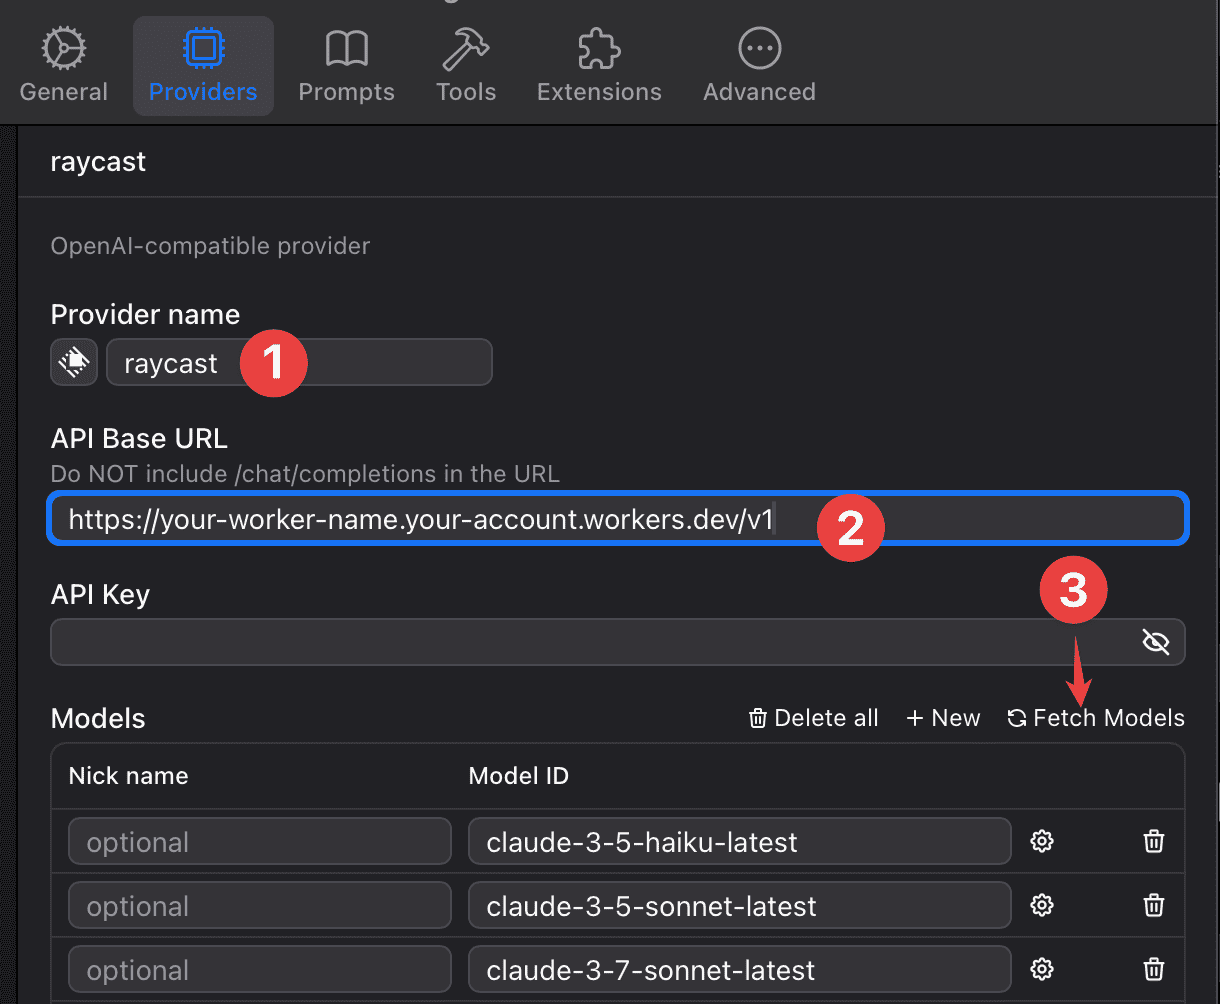 General Providers Prompts Tools Extensions Advanced
raycast
OpenAI-compatible provider
Provider name
raycast 1
API Base URL
Do NOT include /chat/completions in the URL
https://your-worker-name.your-account.workers.dev/v1 2
API Key
3
Models Delete all + New Fetch Models
Nick name Model ID
optional claude-3-5-haiku-latest
optional claude-3-5-sonnet-latest
optional claude-3-7-sonnet-latest